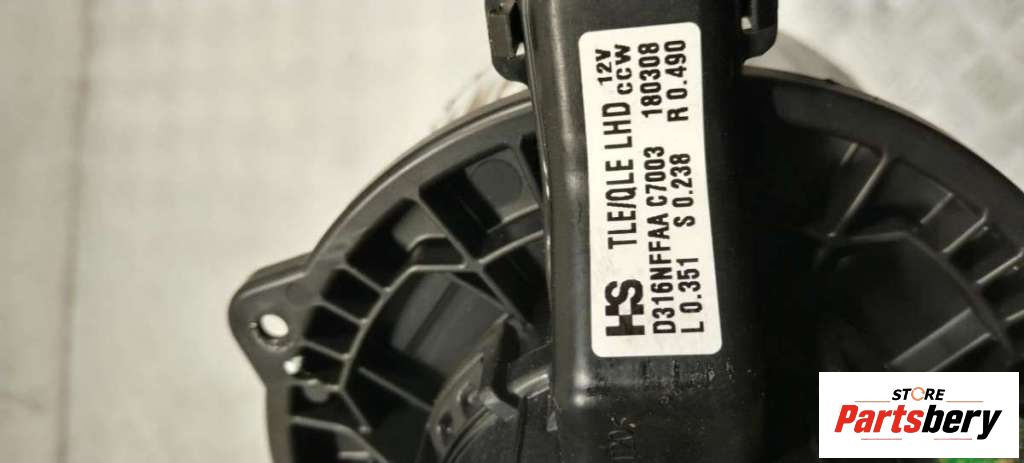 HS TLE/QLE LHD 12V CCW
D316NFFAA C7003 180308
L 0.351 S 0.238 R 0.490
STORE
Partsbery